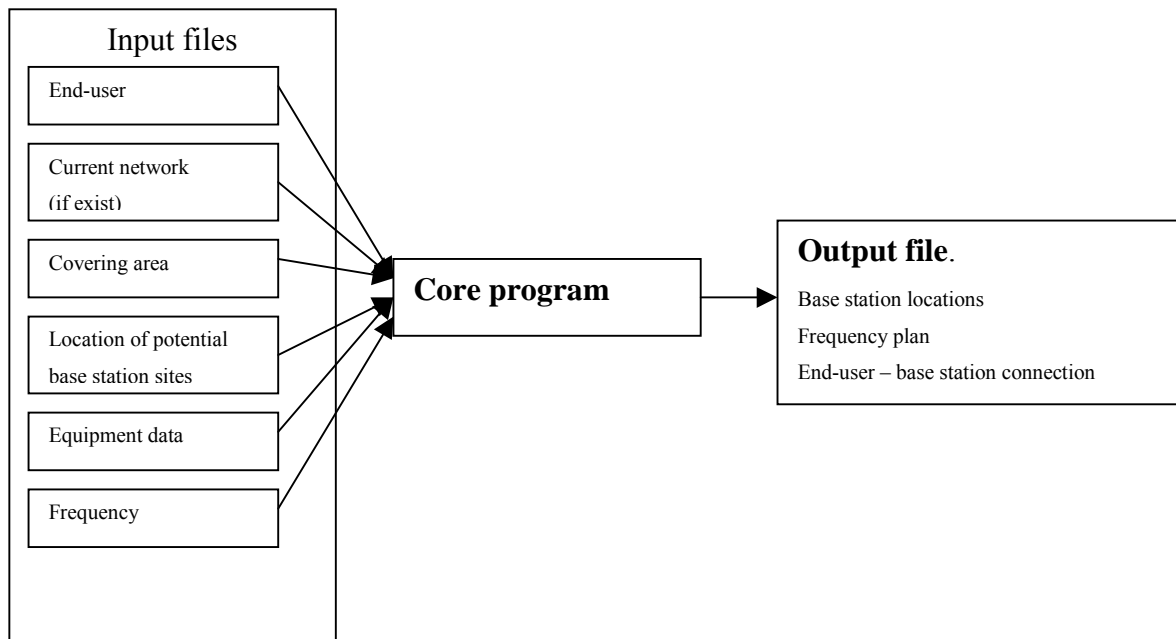 Input files
End-user
Current network
(if exist)
Covering area
Location of potential
base station sites
Equipment data
Frequency
Core program
Output file.
Base station locations
Frequency plan
End-user – base station connection